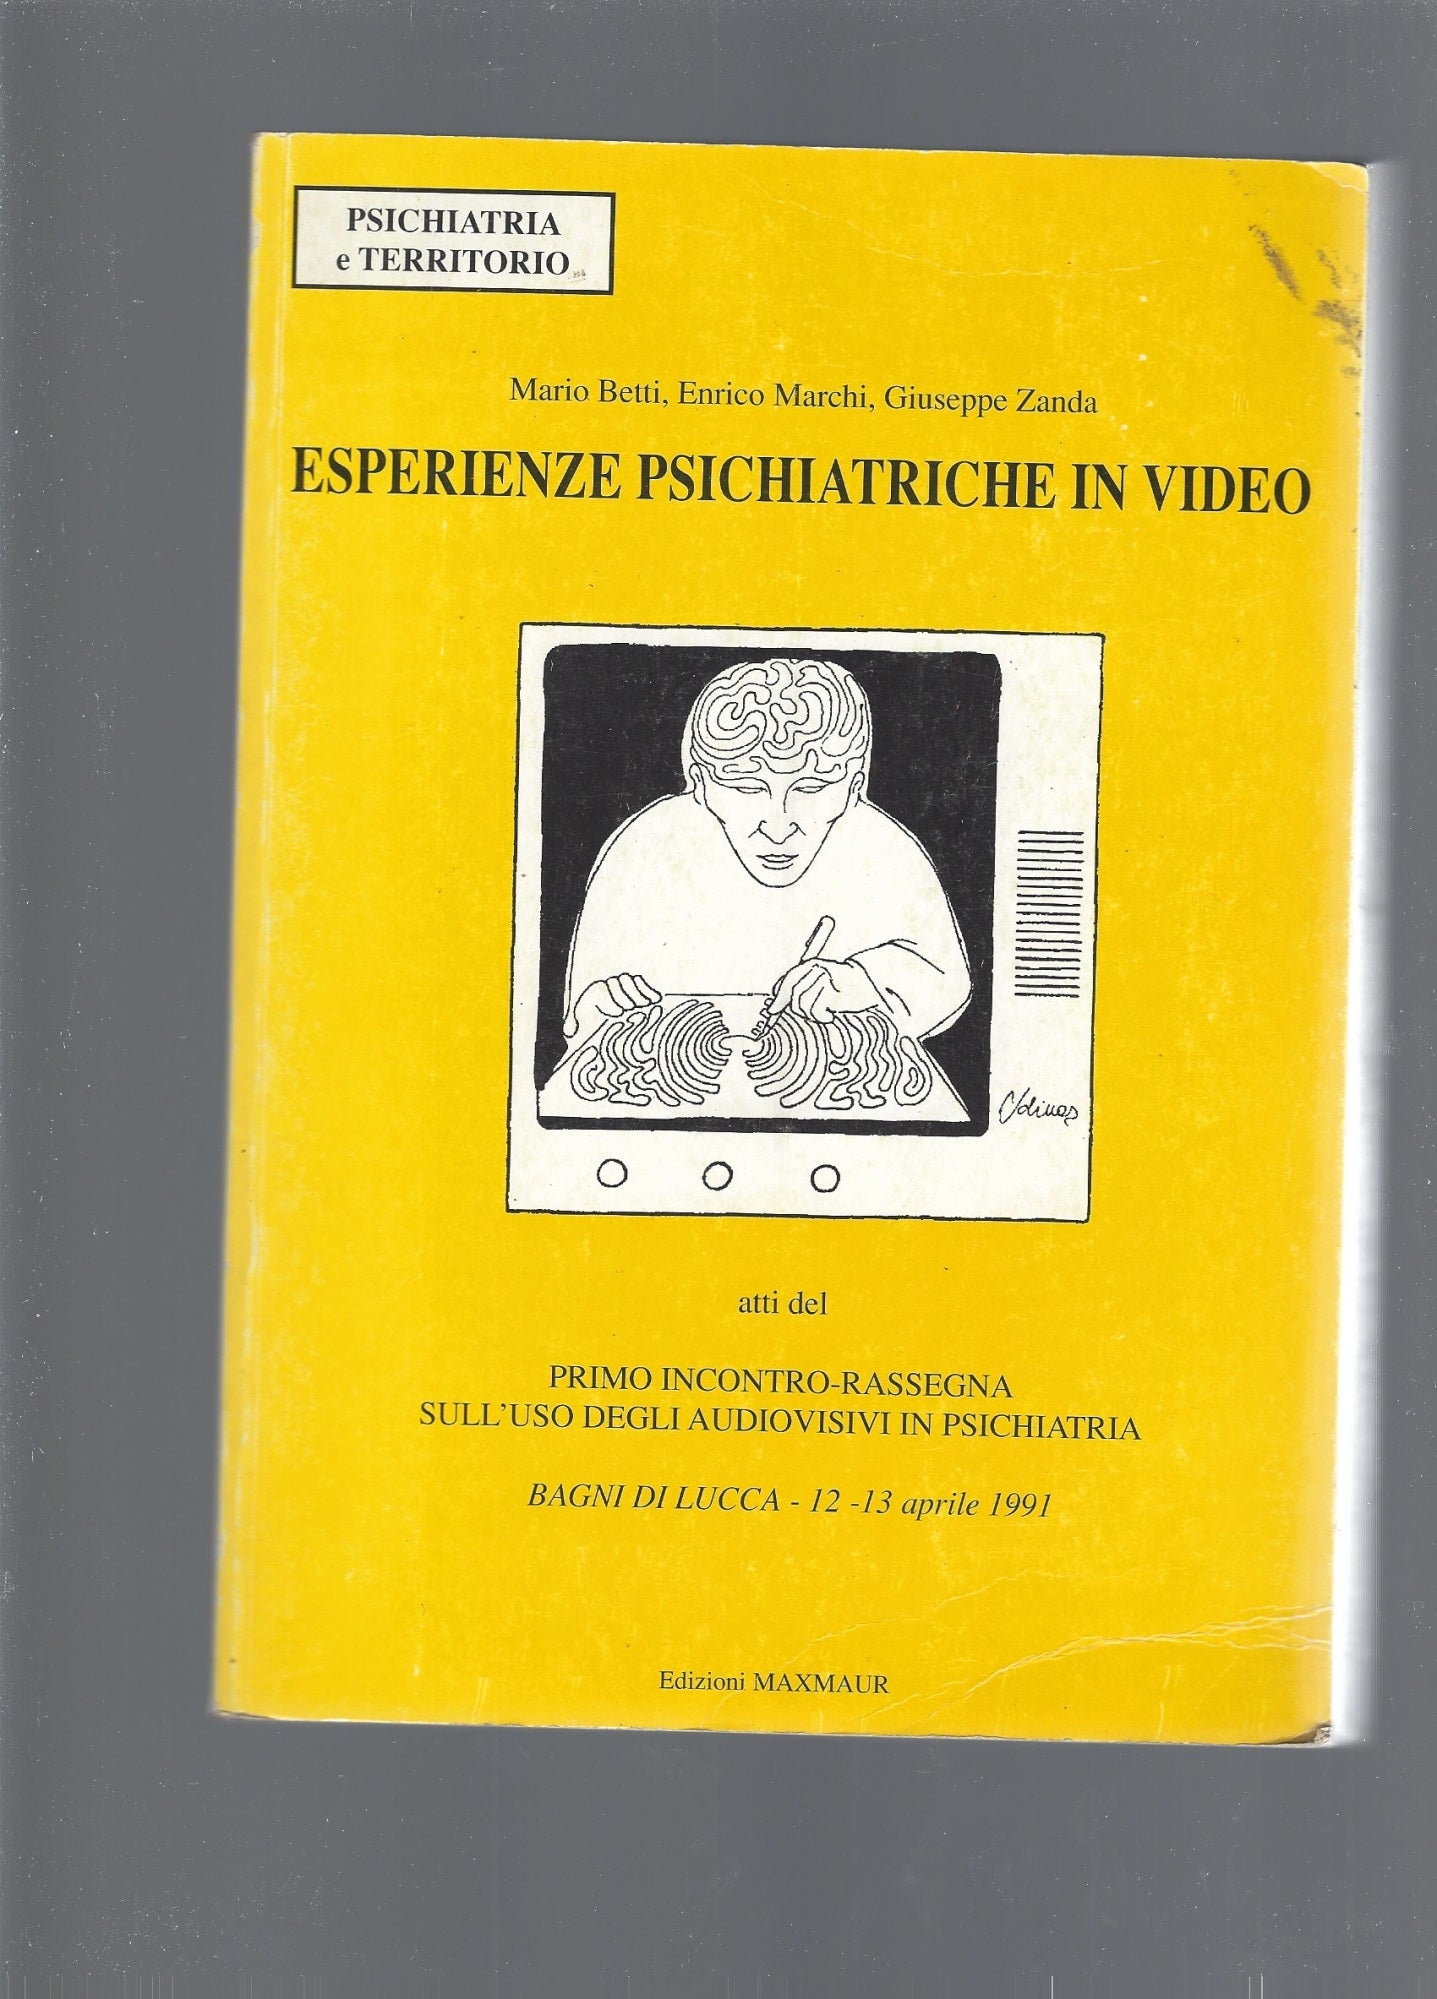 PSICHIATRIA
e TERRITORIO
Mario Betti, Enrico Marchi, Giuseppe Zanda
ESPERIENZE PSICHIATRICHE IN VIDEO
atti del
PRIMO INCONTRO-RASSEGNA
SULL'USO DEGLI AUDIOVISIVI IN PSICHIATRIA
BAGNI DI LUCCA - 12 -13 aprile 1991
Edizioni MAXMAUR